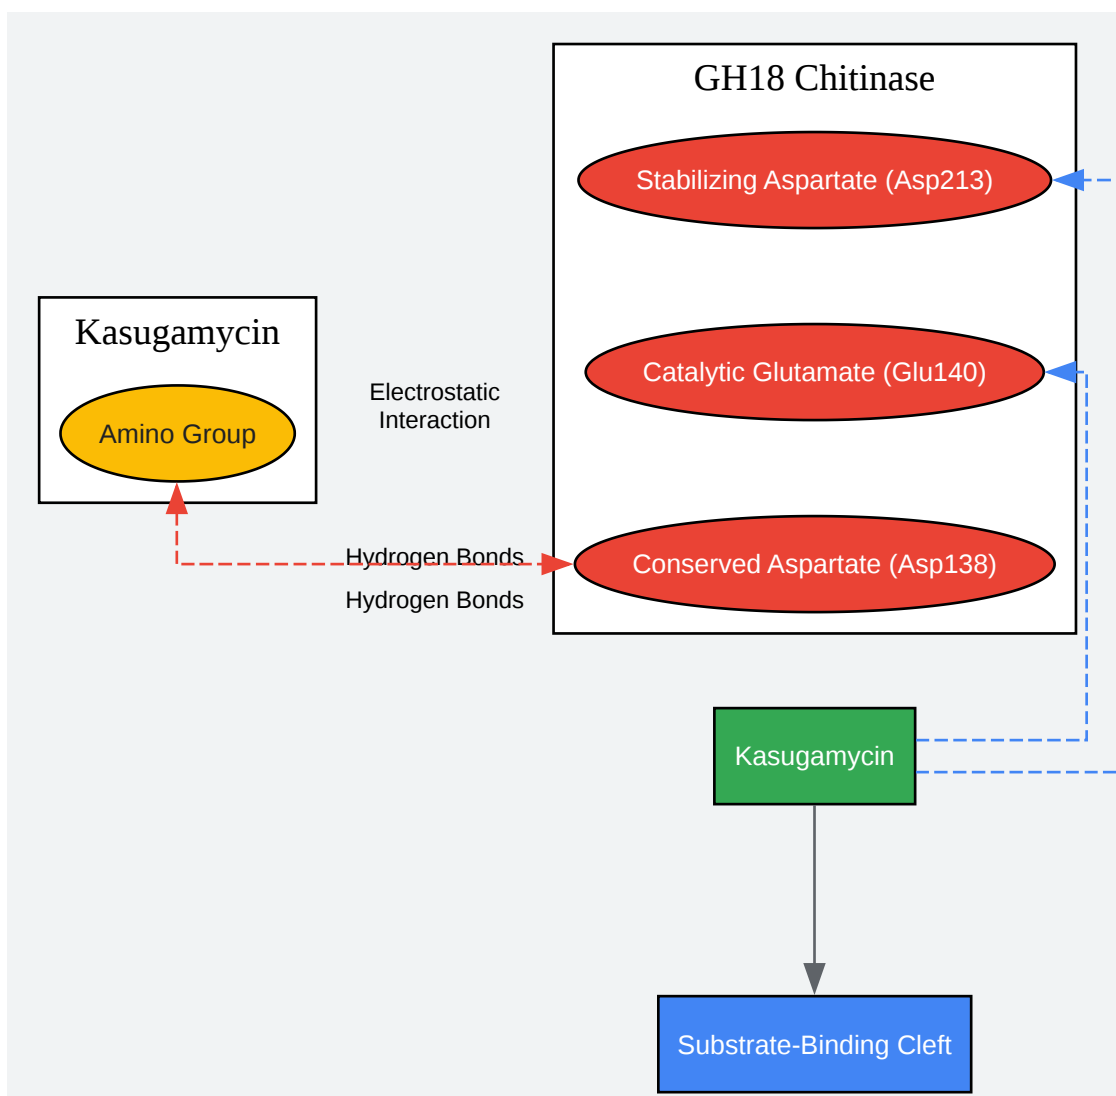 GH18 Chitinase
Stabilizing Aspartate (Asp213)
Kasugamycin
Catalytic Glutamate (Glu140)
Electrostatic
Interaction
Amino Group
Hydrogen Bonds
Conserved Aspartate (Asp138)
Hydrogen Bonds
Kasugamycin
Substrate-Binding Cleft